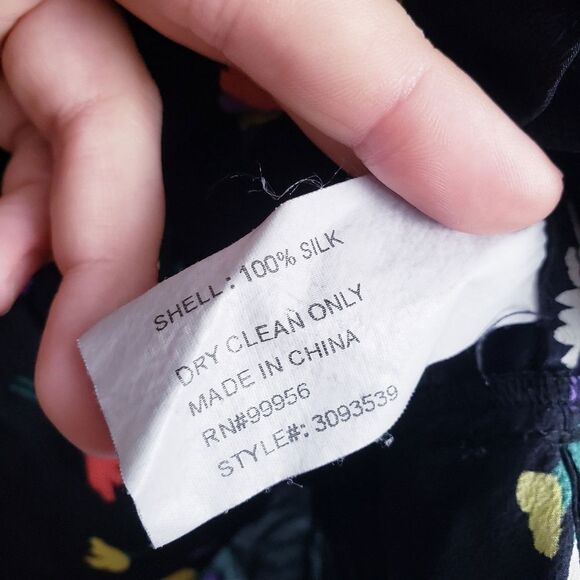 SHELL: 100% SILK
DRY CLEAN ONLY
MADE IN CHINA
RN#99956
STYLE#: 3093539